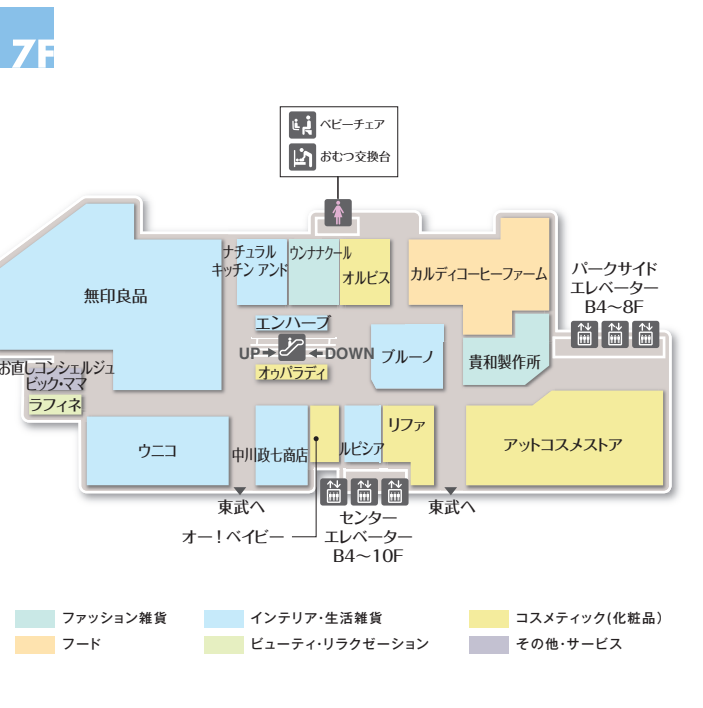 7F
ベビーチェア
おむつ交換台
無印良品
ナチュラル
キッチン アンド
ウンナナクール
オルビス
カルディコーヒーファーム
パークサイド
エレベーター
B4〜8F
エンハーブ
UP
DOWN
オゥパラディ
ブルーノ
貴和製作所
お直しコンシェルジュ
ビック・ママ
ラフィネ
ウニコ
中川政七商店
ルピシア
リファ
アットコスメストア
東武へ
オー!ベイビー
センター
エレベーター
B4〜10F
東武へ
ファッション雑貨
インテリア・生活雑貨
コスメティック(化粧品)
フード
ビューティ・リラクゼーション
その他・サービス